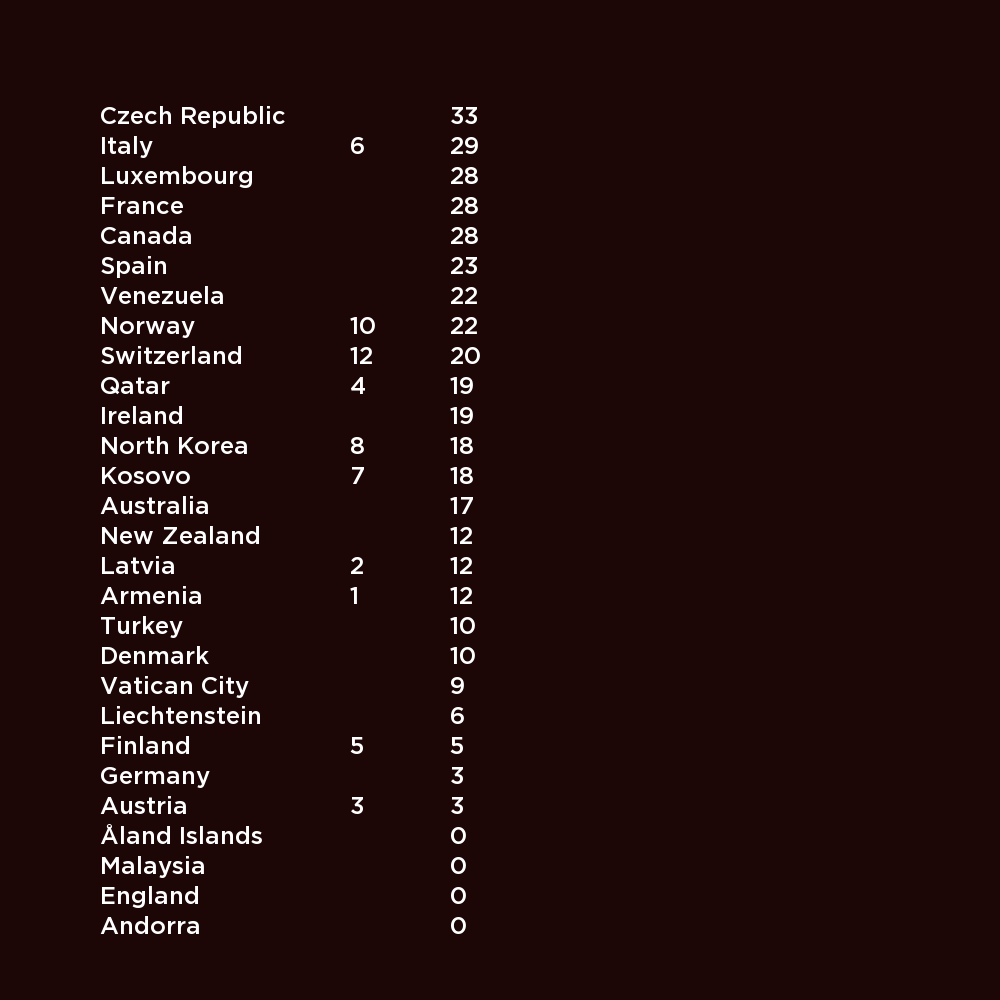 Czech Republic 33
Italy 6 29
Luxembourg 28
France 28
Canada 28
Spain 23
Venezuela 22
Norway 10 22
Switzerland 12 20
Qatar 4 19
Ireland 19
North Korea 8 18
Kosovo 7 18
Australia 17
New Zealand 12
Latvia 2 12
Armenia 1 12
Turkey 10
Denmark 10
Vatican City 9
Liechtenstein 6
Finland 5 5
Germany 3
Austria 3 3
Åland Islands 0
Malaysia 0
England 0
Andorra 0